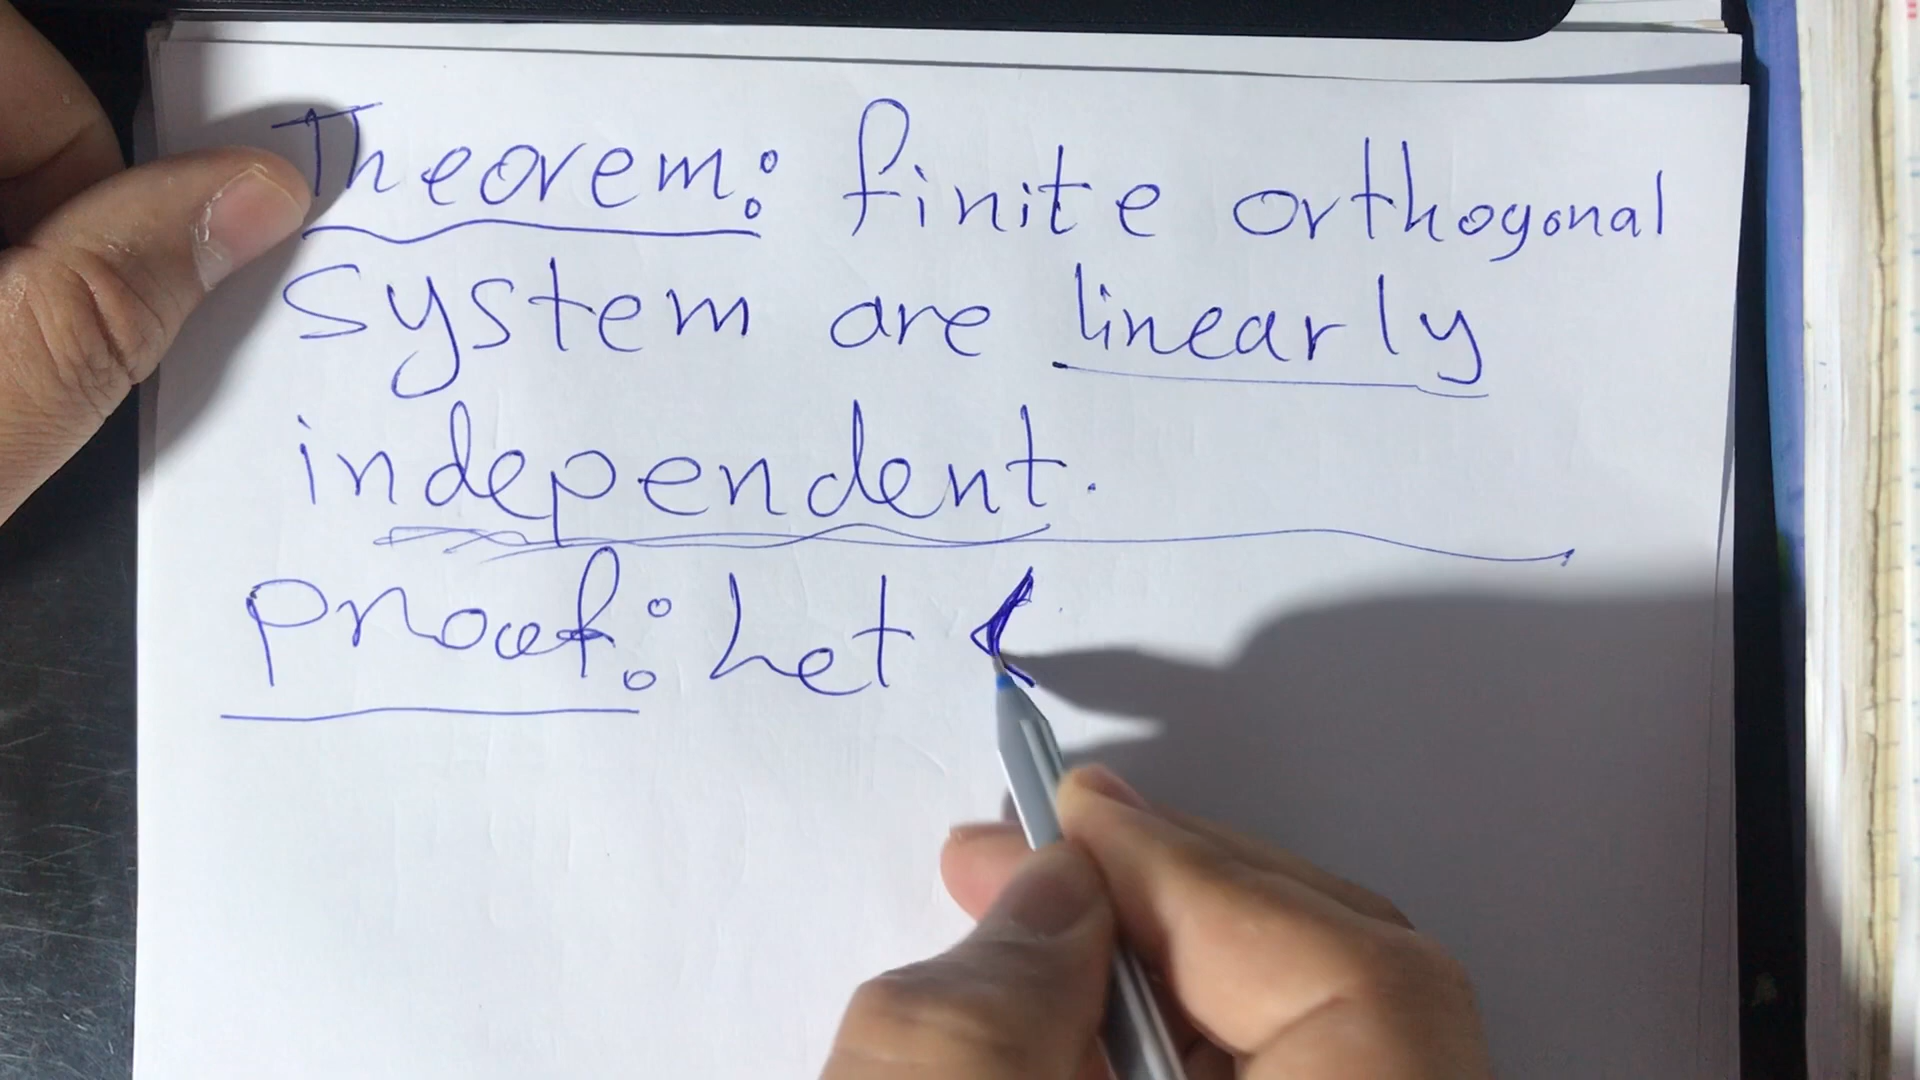 Theorem: finite orthogonal
system are linearly
independent.
proof: Let {